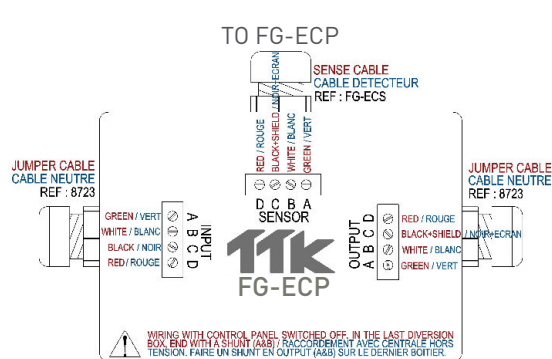 TO FG-ECP
SENSE CABLE
CABLE DETECTEUR
REF : FG-ECS
RED / ROUGE
BLACK+SHIELD / NOIR+ECRAN
WHITE / BLANC
GREEN / VERT
D C B A
SENSOR
JUMPER CABLE
CABLE NEUTRE
REF : 8723
GREEN / VERT A
WHITE / BLANC B
BLACK / NOIR C
RED / ROUGE D
INPUT
TTK
FG-ECP
JUMPER CABLE
CABLE NEUTRE
REF : 8723
OUTPUT
D RED / ROUGE
C BLACK+SHIELD / NOIR+ECRAN
B WHITE / BLANC
A GREEN / VERT
WIRING WITH CONTROL PANEL SWITCHED OFF. IN THE LAST DIVERSION
BOX, END WITH A SHUNT (A&B) / RACCORDEMENT AVEC CENTRALE HORS
TENSION. FAIRE UN SHUNT EN OUTPUT (A&B) SUR LE DERNIER BOITIER.